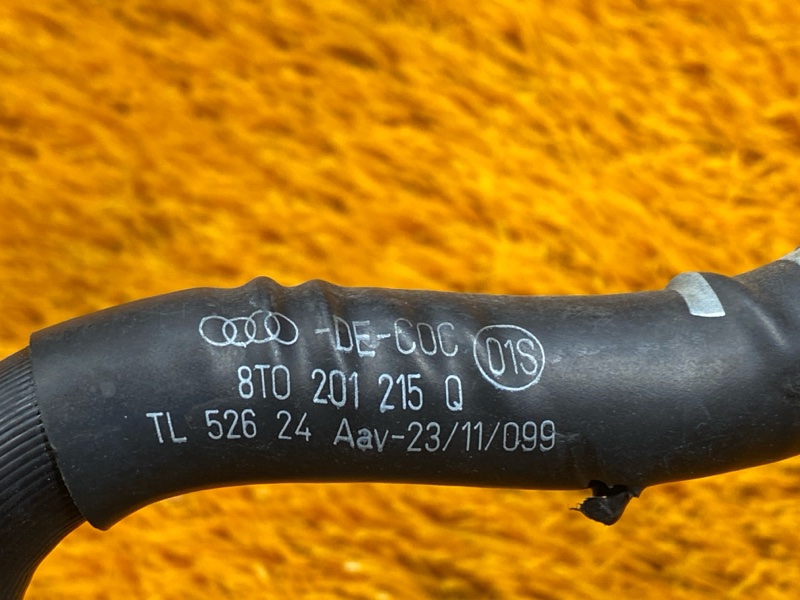 -DE-COC 01S
8T0 201 215 Q
TL 526 24 Aav-23/11/099